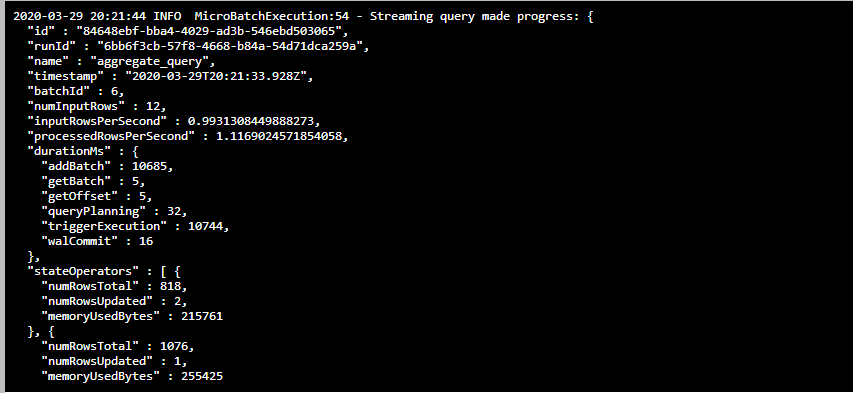 2020-03-29 20:21:44 INFO  MicroBatchExecution:54 - Streaming query made progress: {
  "id" : "84648ebf-bba4-4029-ad3b-546ebd503065",
  "runId" : "6bb6f3cb-57f8-4668-b84a-54d71dca259a",
  "name" : "aggregate_query",
  "timestamp" : "2020-03-29T20:21:33.928Z",
  "batchId" : 6,
  "numInputRows" : 12,
  "inputRowsPerSecond" : 0.9931308449888273,
  "processedRowsPerSecond" : 1.1169024571854058,
  "durationMs" : {
    "addBatch" : 10685,
    "getBatch" : 5,
    "getOffset" : 5,
    "queryPlanning" : 32,
    "triggerExecution" : 10744,
    "walCommit" : 16
  },
  "stateOperators" : [ {
    "numRowsTotal" : 818,
    "numRowsUpdated" : 2,
    "memoryUsedBytes" : 215761
  }, {
    "numRowsTotal" : 1076,
    "numRowsUpdated" : 1,
    "memoryUsedBytes" : 255425